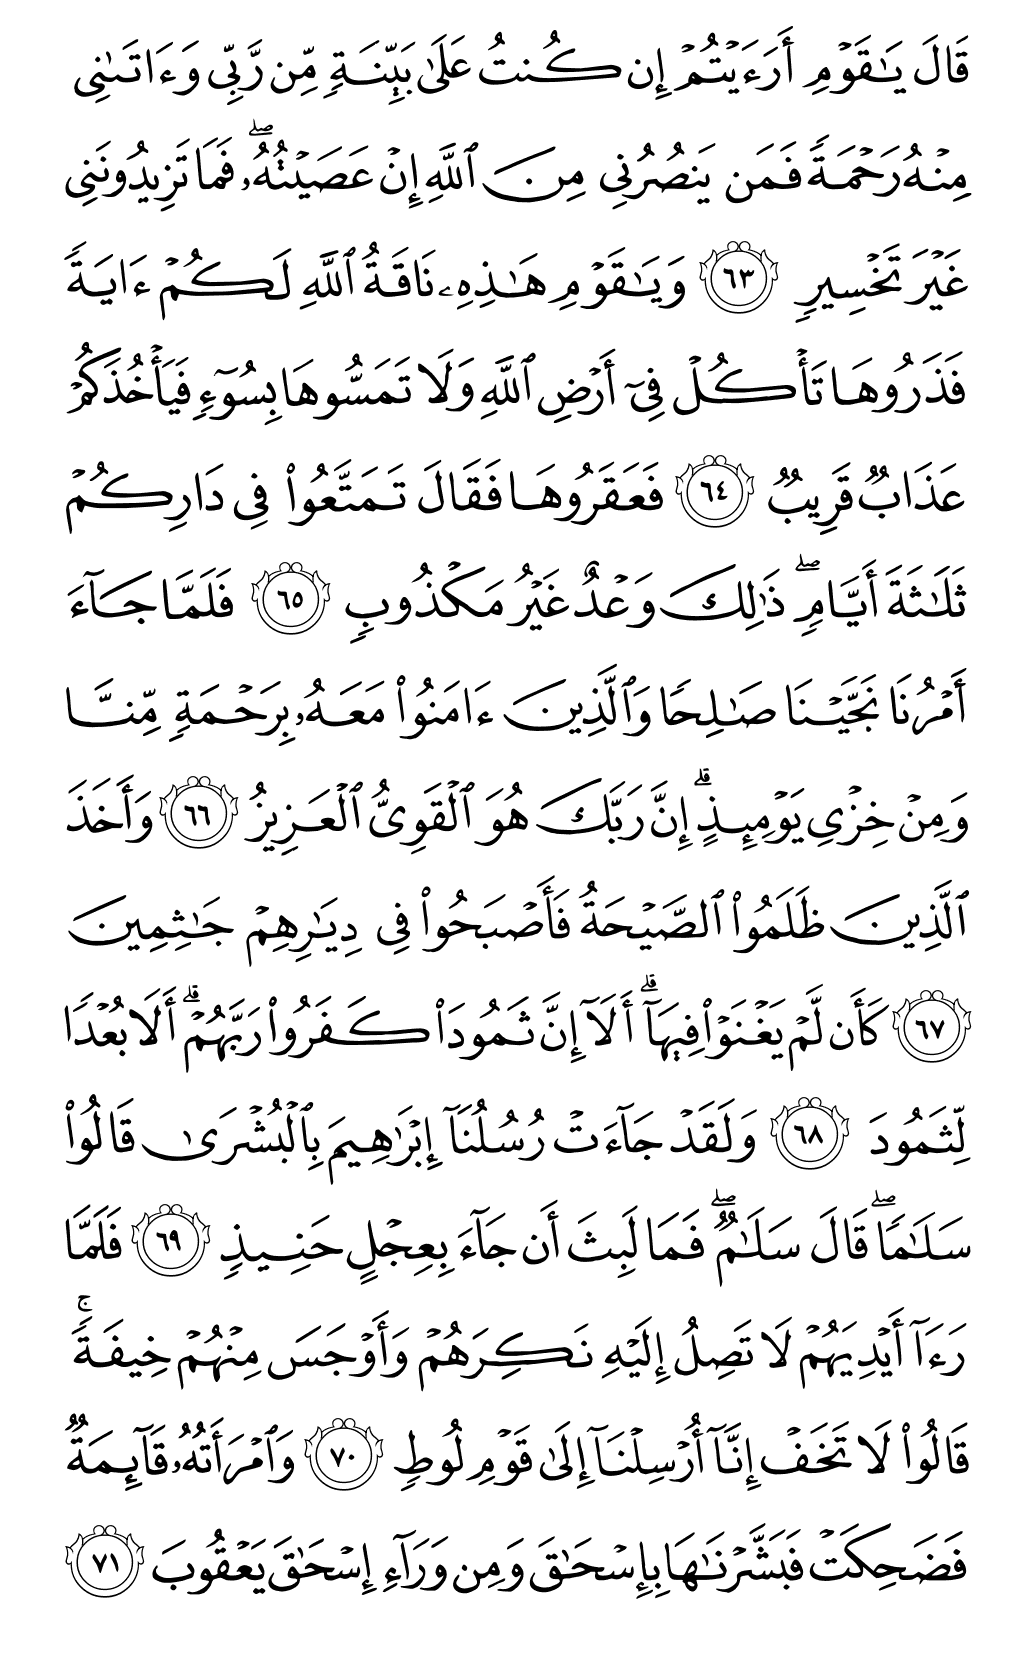 قَالَ يَـٰقَوۡمِ أَرَءَيۡتُمۡ إِن كُنتُ عَلَىٰ بَيِّنَةٍ مِّن رَّبِّي وَءَاتَىٰنِي
مِنۡهُ رَحۡمَةً فَمَن يَنصُرُنِي مِنَ ٱللَّهِ إِنۡ عَصَيۡتُهُۥۖ فَمَا تَزِيدُونَنِي
غَيۡرَ تَخۡسِيرٍ ٦٣ وَيَـٰقَوۡمِ هَـٰذِهِۦ نَاقَةُ ٱللَّهِ لَكُمۡ ءَايَةً
فَذَرُوهَا تَأۡكُلۡ فِيٓ أَرۡضِ ٱللَّهِ وَلَا تَمَسُّوهَا بِسُوٓءٍ فَيَأۡخُذَكُمۡ
عَذَابٌ قَرِيبٌ ٦٤ فَعَقَرُوهَا فَقَالَ تَمَتَّعُواْ فِي دَارِكُمۡ
ثَلَـٰثَةَ أَيَّامٍۖ ذَٰلِكَ وَعۡدٌ غَيۡرُ مَكۡذُوبٍ ٦٥ فَلَمَّا جَآءَ
أَمۡرُنَا نَجَّيۡنَا صَـٰلِحًا وَٱلَّذِينَ ءَامَنُواْ مَعَهُۥ بِرَحۡمَةٍ مِّنَّا
وَمِنۡ خِزۡيِ يَوۡمِئِذٍۗ إِنَّ رَبَّكَ هُوَ ٱلۡقَوِيُّ ٱلۡعَزِيزُ ٦٦ وَأَخَذَ
ٱلَّذِينَ ظَلَمُواْ ٱلصَّيۡحَةُ فَأَصۡبَحُواْ فِي دِيَـٰرِهِمۡ جَـٰثِمِينَ
٦٧ كَأَن لَّمۡ يَغۡنَوۡاْ فِيهَآۗ أَلَآ إِنَّ ثَمُودَاْ كَفَرُواْ رَبَّهُمۡۗ أَلَا بُعۡدًا
لِّثَمُودَ ٦٨ وَلَقَدۡ جَآءَتۡ رُسُلُنَآ إِبۡرَٰهِيمَ بِٱلۡبُشۡرَىٰ قَالُواْ
سَلَـٰمًاۖ قَالَ سَلَـٰمٌۖ فَمَا لَبِثَ أَن جَآءَ بِعِجۡلٍ حَنِيذٍ ٦٩ فَلَمَّا
رَءَآ أَيۡدِيَهُمۡ لَا تَصِلُ إِلَيۡهِ نَكِرَهُمۡ وَأَوۡجَسَ مِنۡهُمۡ خِيفَةًۚ
قَالُواْ لَا تَخَفۡ إِنَّآ أُرۡسِلۡنَآ إِلَىٰ قَوۡمِ لُوطٍ ٧٠ وَٱمۡرَأَتُهُۥ قَآئِمَةٌ
فَضَحِكَتۡ فَبَشَّرۡنَـٰهَا بِإِسۡحَـٰقَ وَمِن وَرَآءِ إِسۡحَـٰقَ يَعۡقُوبَ ٧١